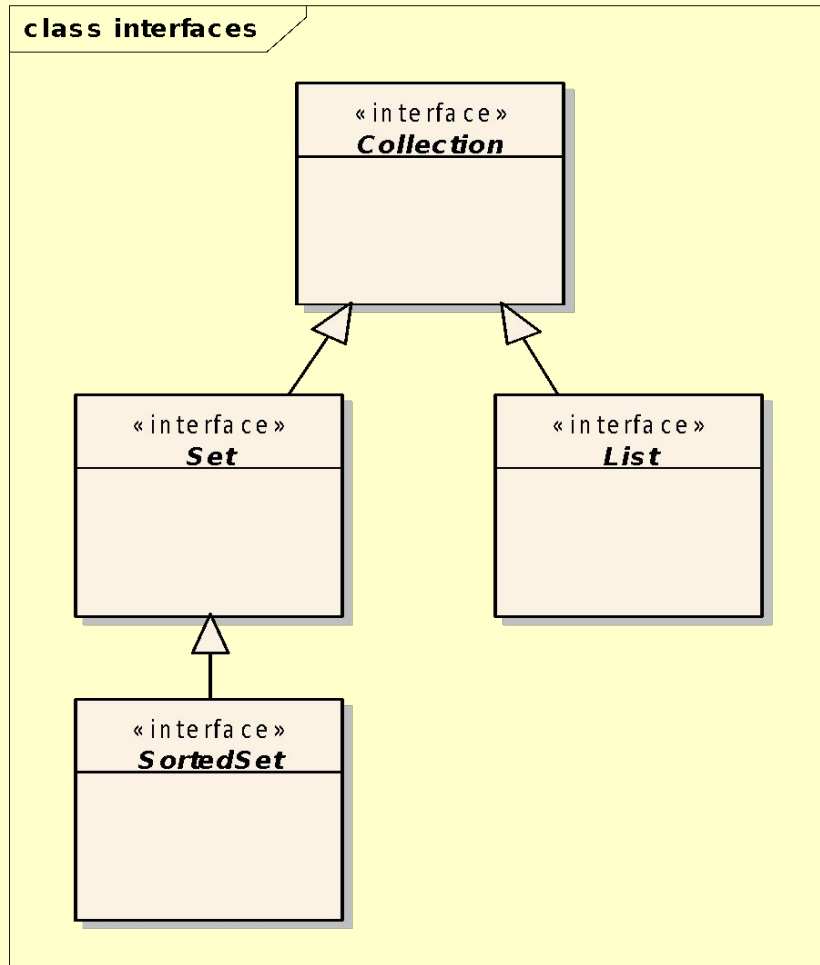 class interfaces
«interface»
Collection
«interface»
Set
«interface»
List
«interface»
SortedSet